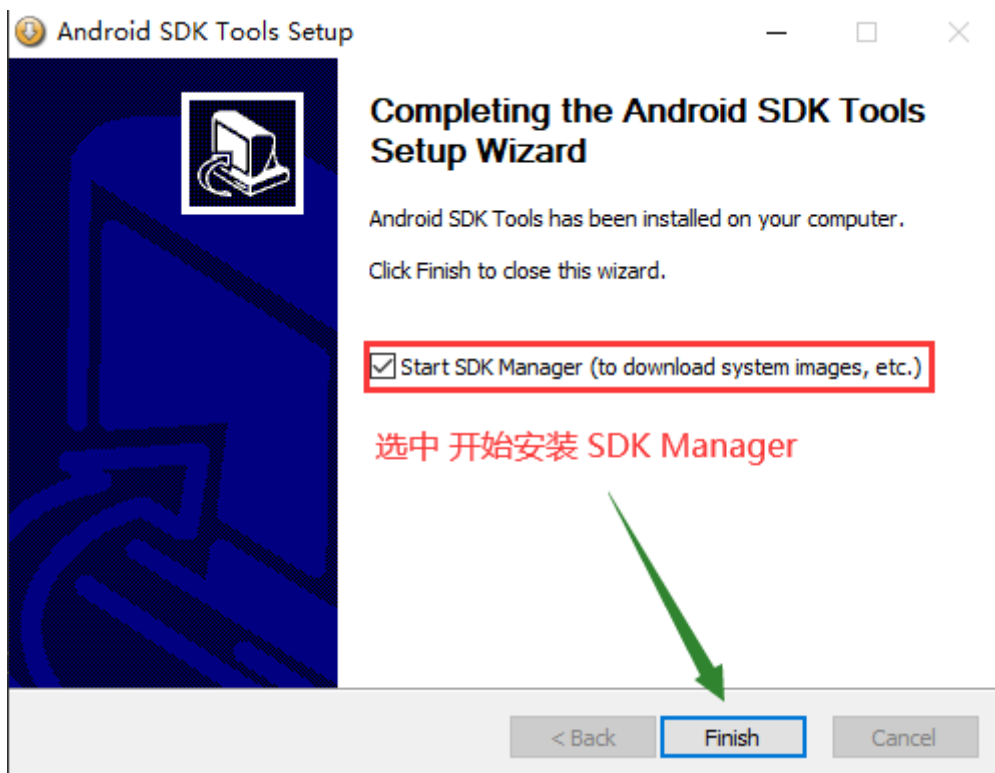 Android SDK Tools Setup
Completing the Android SDK Tools
Setup Wizard
Android SDK Tools has been installed on your computer.
Click Finish to close this wizard.
Start SDK Manager (to download system images, etc.)
选中 开始安装 SDK Manager
< Back
Finish
Cancel